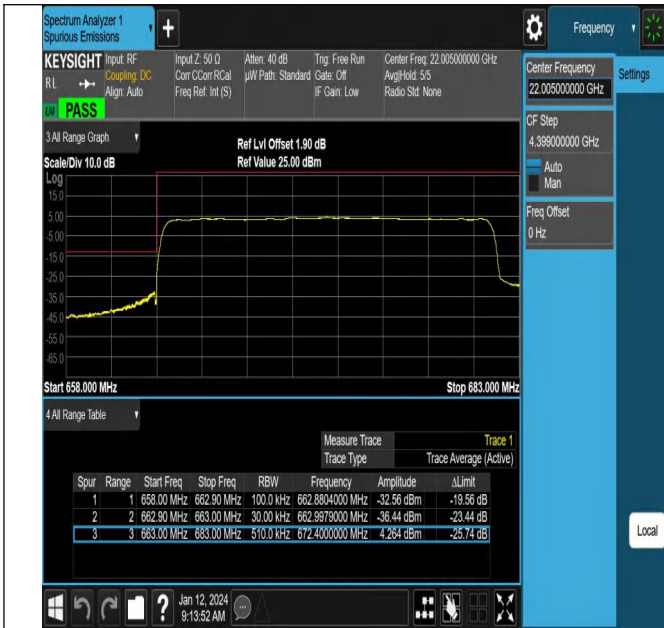 Spectrum Analyzer 1
Spurious Emissions
Frequency
KEYSIGHT
RL
PASS
Input: RF
Coupling: DC
Align: Auto
Input Z: 50 Ω
Corr CCorr RCal
Freq Ref: Int (S)
Atten: 40 dB
µW Path: Standard
Trig: Free Run
Gate: Off
IF Gain: Low
Center Freq: 22.005000000 GHz
Avg|Hold: 5/5
Radio Std: None
Center Frequency
22.005000000 GHz
Settings
CF Step
4.399000000 GHz
Auto
Man
Freq Offset
0 Hz
3 All Range Graph
Scale/Div 10.0 dB
Ref Lvl Offset 1.90 dB
Ref Value 25.00 dBm
Log
15.0
5.00
-5.00
-15.0
-25.0
-35.0
-45.0
-55.0
-65.0
Start 658.000 MHz
Stop 683.000 MHz
4 All Range Table
Measure Trace Trace 1
Trace Type Trace Average (Active)
Spur Range Start Freq Stop Freq RBW Frequency Amplitude ΔLimit
1 1 658.00 MHz 662.90 MHz 100.0 kHz 662.8804000 MHz -32.56 dBm -19.56 dB
2 2 662.90 MHz 663.00 MHz 30.00 kHz 662.9979000 MHz -36.44 dBm -23.44 dB
3 3 663.00 MHz 683.00 MHz 510.0 kHz 672.4000000 MHz 4.264 dBm -25.74 dB
Local
Jan 12, 2024
9:13:52 AM